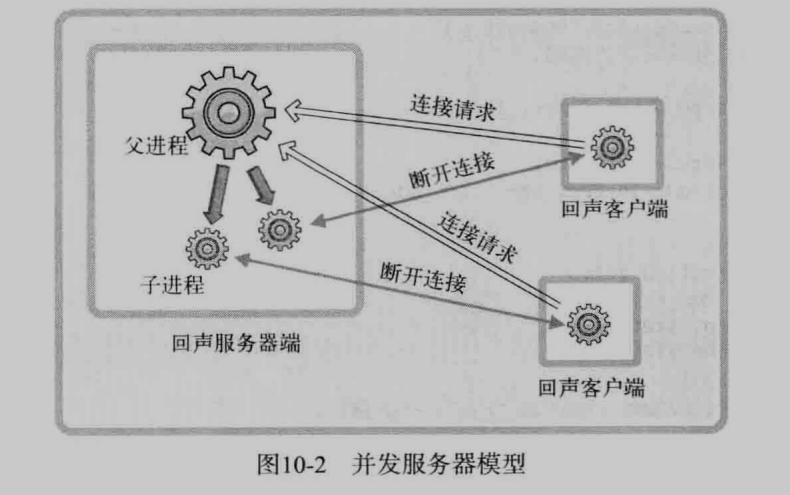 连接请求
父进程
断开连接
回声客户端
连接请求
子进程
断开连接
回声服务器端
回声客户端
图10-2 并发服务器模型